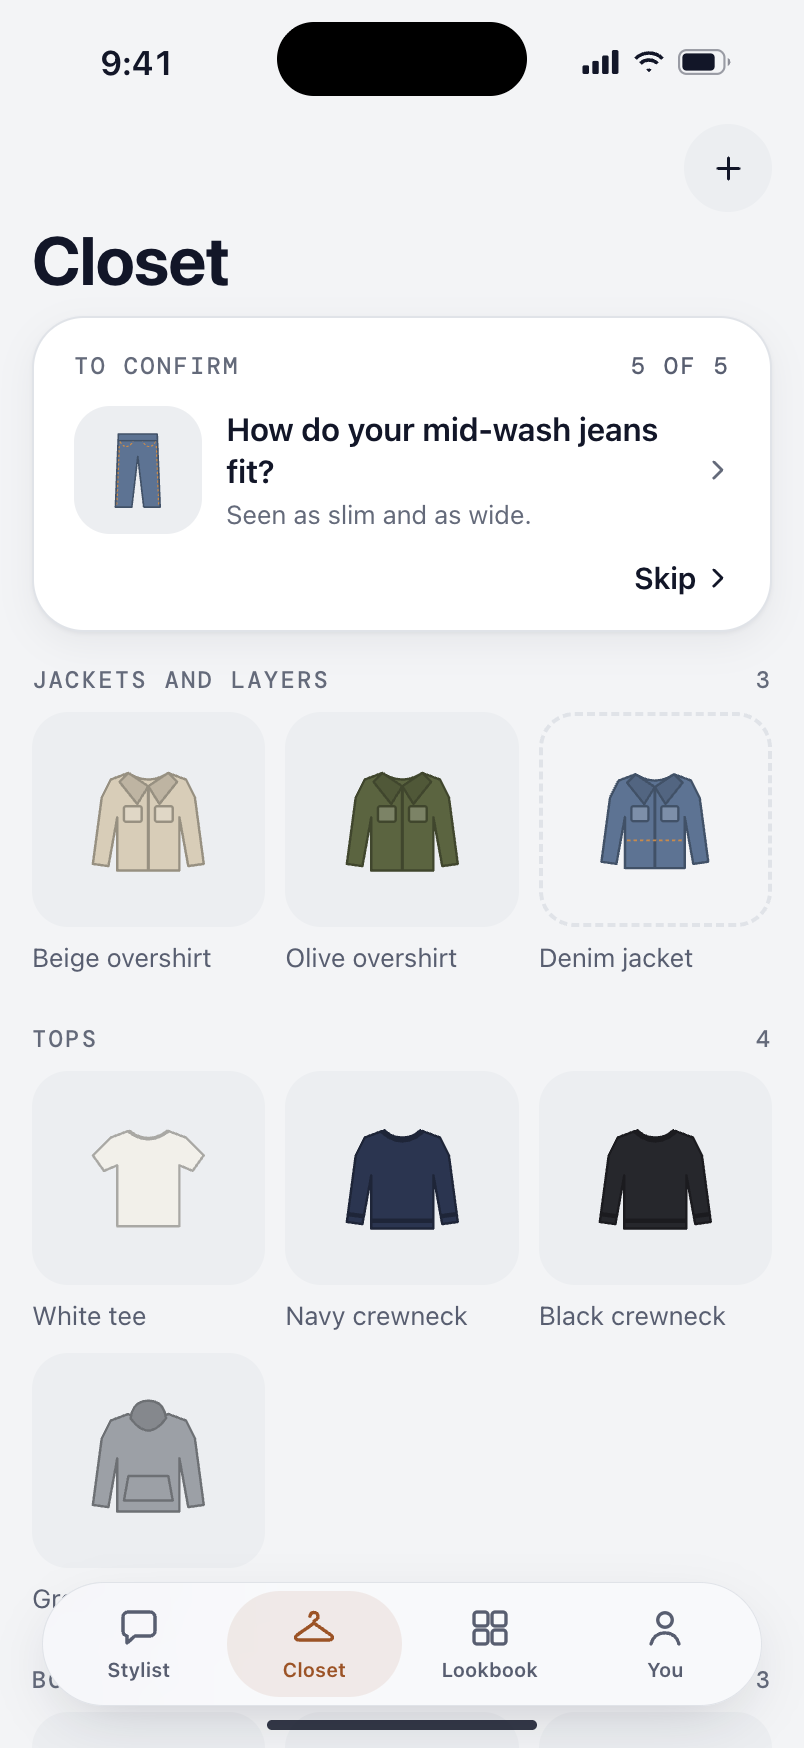 9:41
Closet
TO CONFIRM 5 OF 5
How do your mid-wash jeans
fit?
Seen as slim and as wide.
Skip
JACKETS AND LAYERS 3
Beige overshirt Olive overshirt Denim jacket
TOPS 4
White tee Navy crewneck Black crewneck
3
Stylist Closet Lookbook You